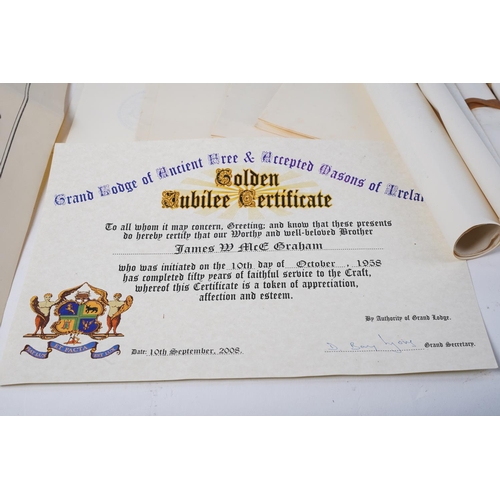 Grand Lodge of Ancient Free & Accepted Masons of Irela
Golden
Jubilee Certificate
To all whom it may concern, Greeting; and know that these presents
do hereby certify that our Worthy and well-beloved Brother
James W McE Graham
who was initiated on the 10th day of October, 1958
has completed fifty years of faithful service to the Craft,
whereof this Certificate is a token of appreciation,
affection and esteem.
By Authority of Grand Lodge.
Date: 10th September, 2008.
Grand Secretary.